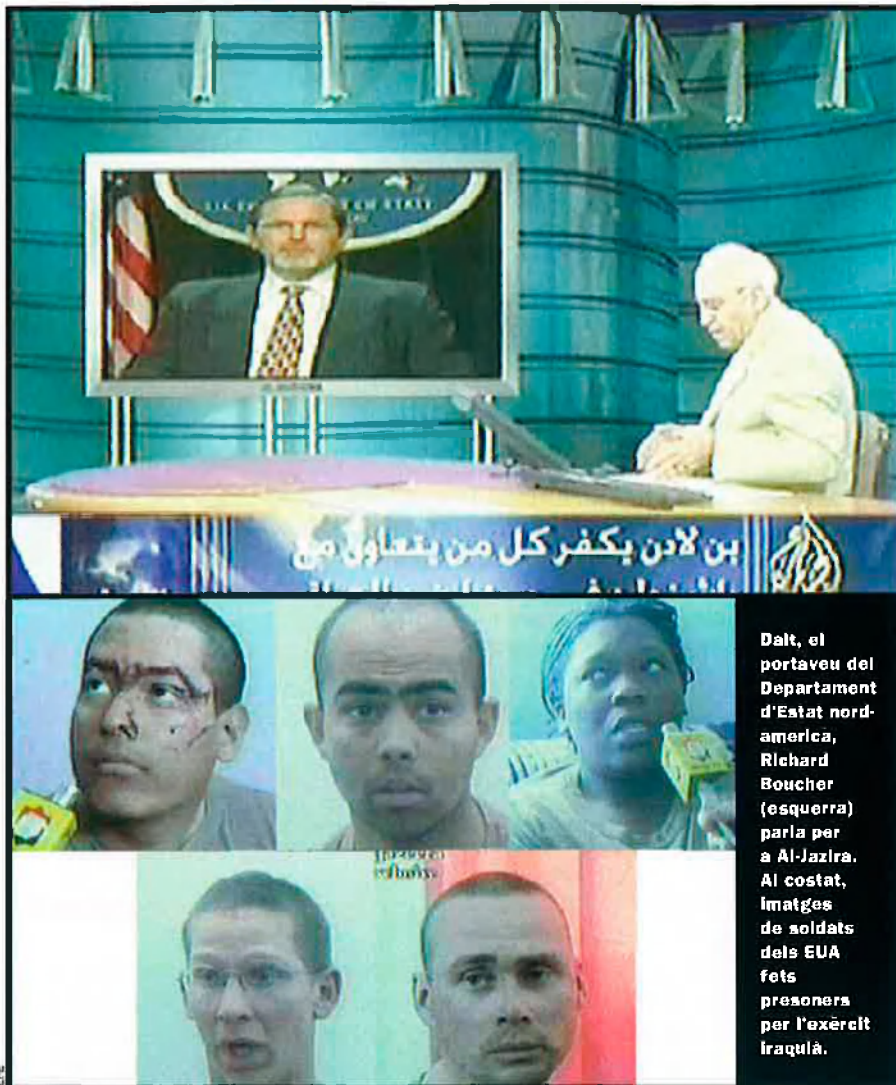 بن لادن يكفر كل من يتعاون مع
Dalt, el
portaveu del
Departament
d'Estat nord-
americà,
Richard
Boucher
(esquerra)
parla per
a Al-Jazira.
Al costat,
imatges
de soldats
dels EUA
fets
presoners
per l'exèrcit
iraquià.